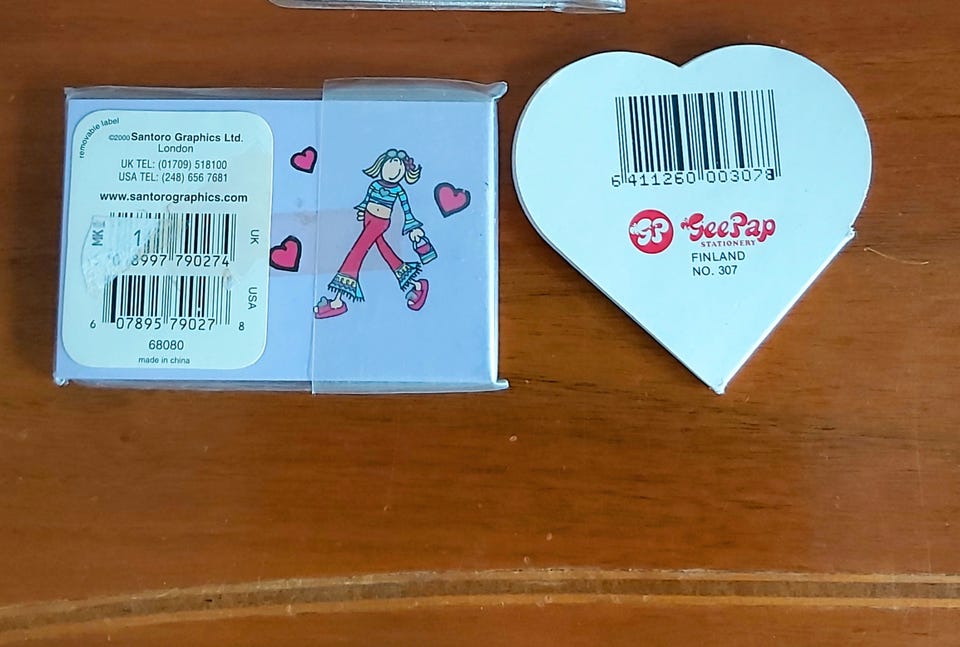 removable label
©2000 Santoro Graphics Ltd.
London
UK TEL: (01709) 518100
USA TEL: (248) 656 7681
www.santorographics.com
MK
1
UK
8997 790274
USA
6 07895 79027 8
68080
made in china
6 411260 003078
GP GeePap
STATIONERY
FINLAND
NO. 307